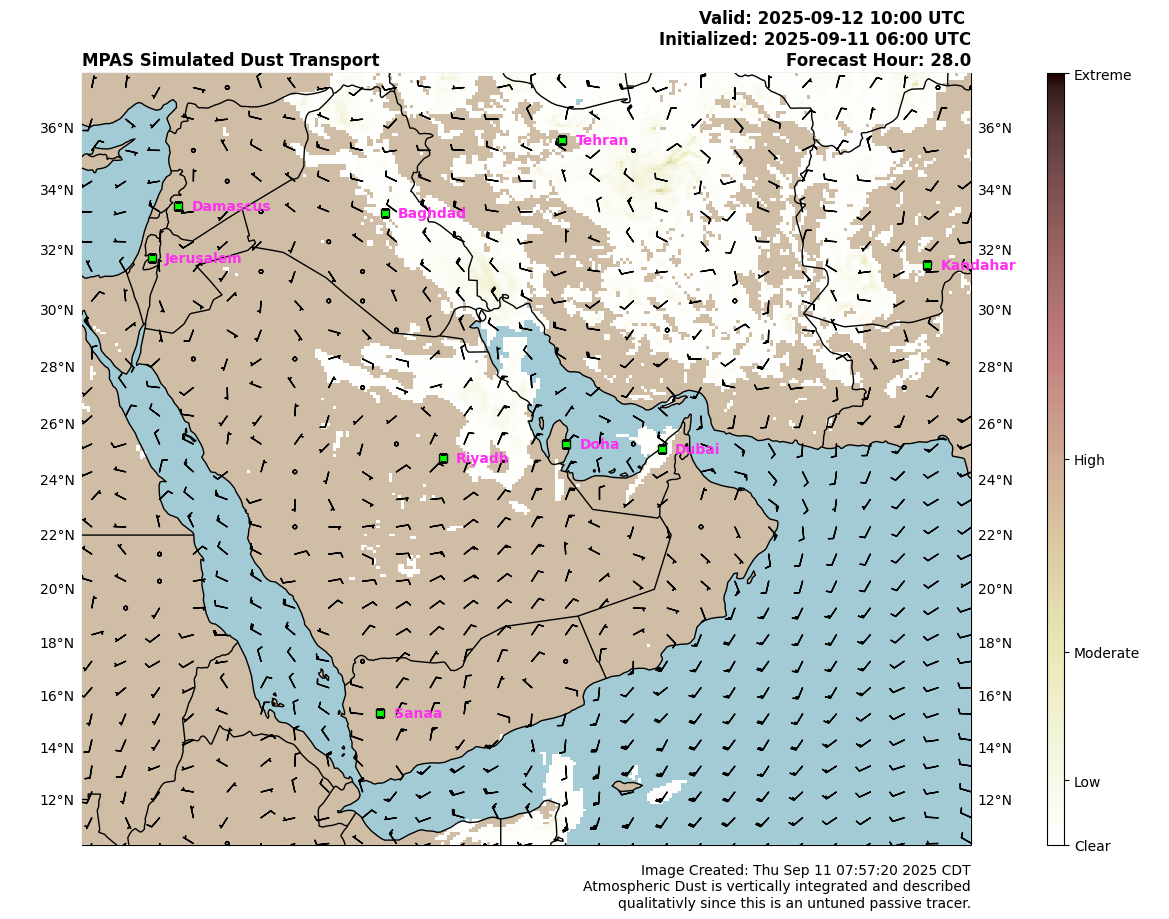 Valid: 2025-09-12 10:00 UTC
Initialized: 2025-09-11 06:00 UTC
MPAS Simulated Dust Transport Forecast Hour: 28.0
Extreme
36°N Tehran 36°N
34°N Damascus Baghdad 34°N
32°N Jerusalem 32°N
Kandahar
30°N 30°N
28°N 28°N
26°N Doha Dubai 26°N
Riyadh High
24°N 24°N
22°N 22°N
20°N 20°N
18°N 18°N
Moderate
16°N Sanaa 16°N
14°N 14°N
Low
12°N 12°N
Clear
Image Created: Thu Sep 11 07:57:20 2025 CDT
Atmospheric Dust is vertically integrated and described
qualitativly since this is an untuned passive tracer.